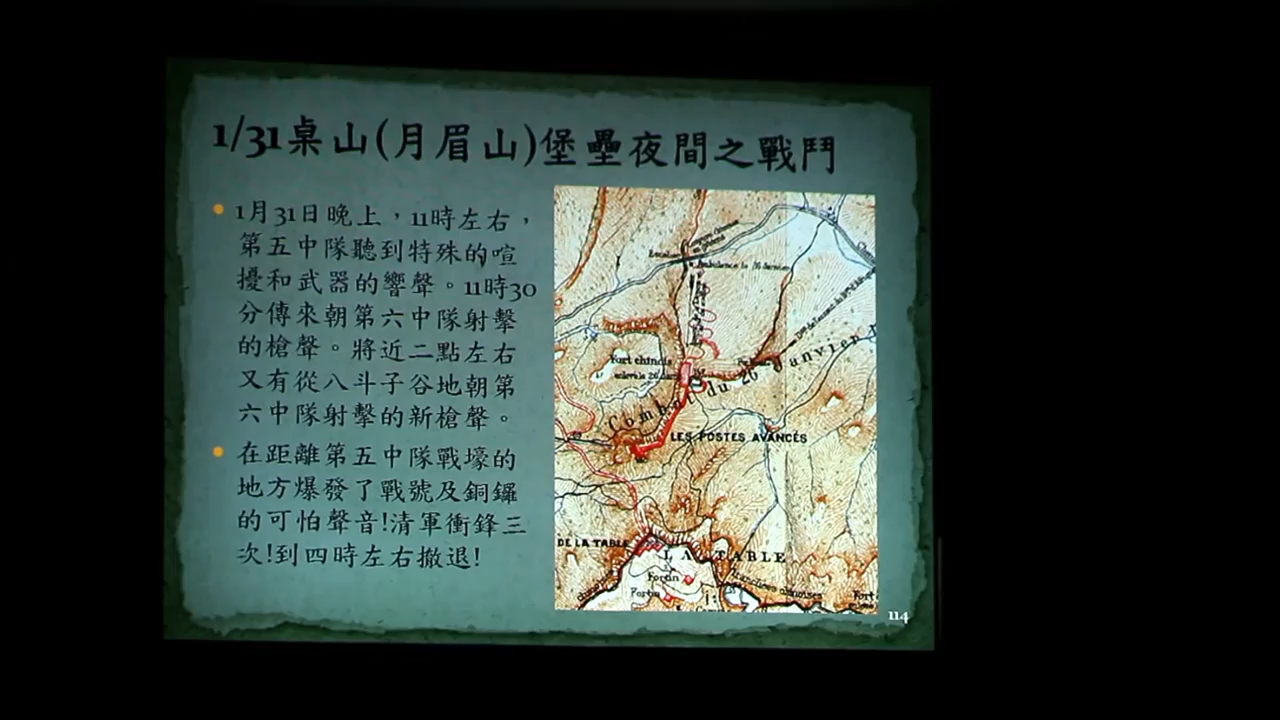 1/31桌山(月眉山)堡壘夜間之戰鬥
1月31日晚上，11時左右，
第五中隊聽到特殊的喧
擾和武器的響聲。11時30
分傳來朝第六中隊射擊
的槍聲。將近二點左右
又有從八斗子谷地朝第
六中隊射擊的新槍聲。
在距離第五中隊戰壕的
地方爆發了戰號及銅鑼
的可怕聲音!清軍衝鋒三
次!到四時左右撤退!
Fort chinois
Combat du 26 Janvier
LES POSTES AVANCÉS
DE LA TABLE
LA TABLE
Fortin
Fortin
Fort
114